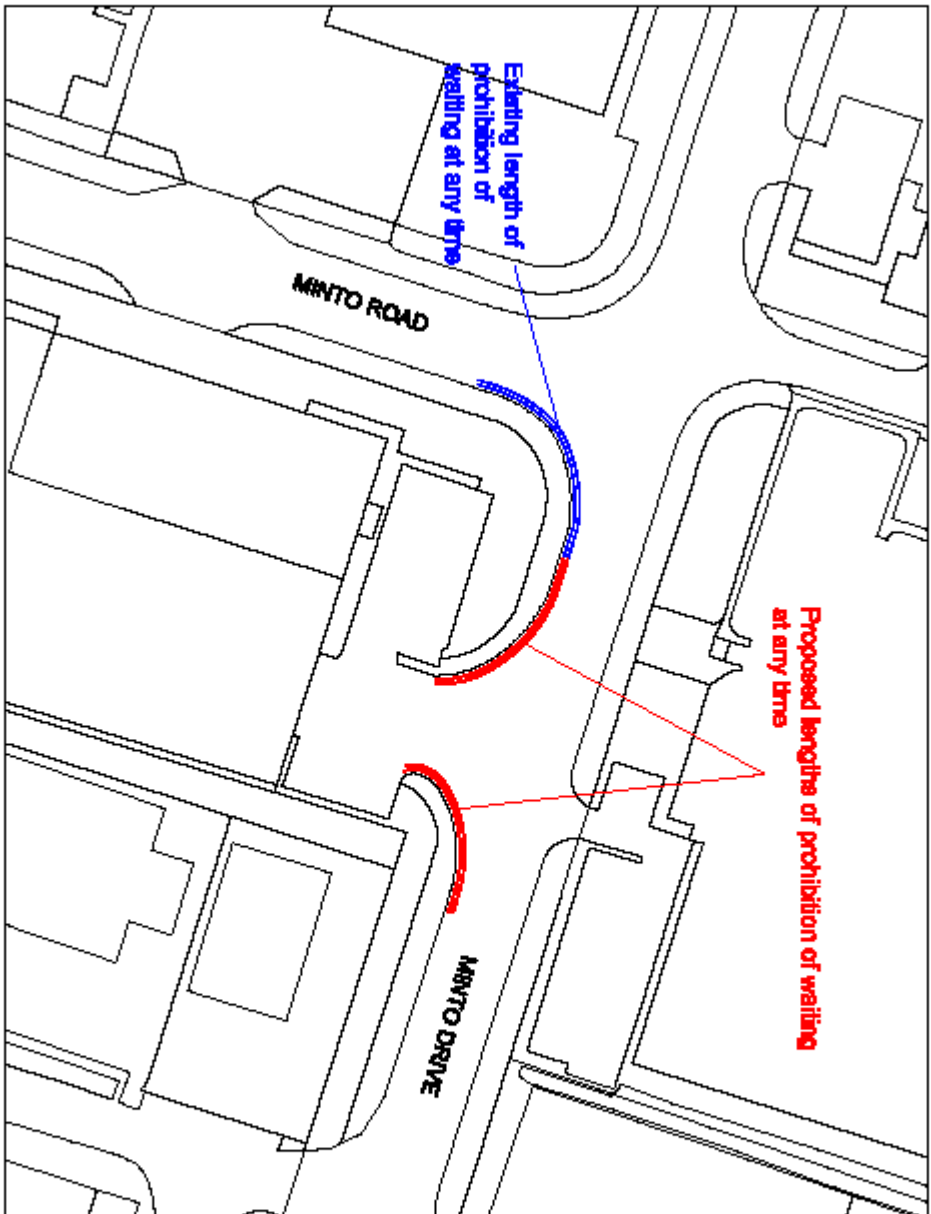 Existing length of
prohibition of
waiting at any time
MINTO ROAD
Proposed lengths of prohibition of waiting
at any time
MINTO DRIVE